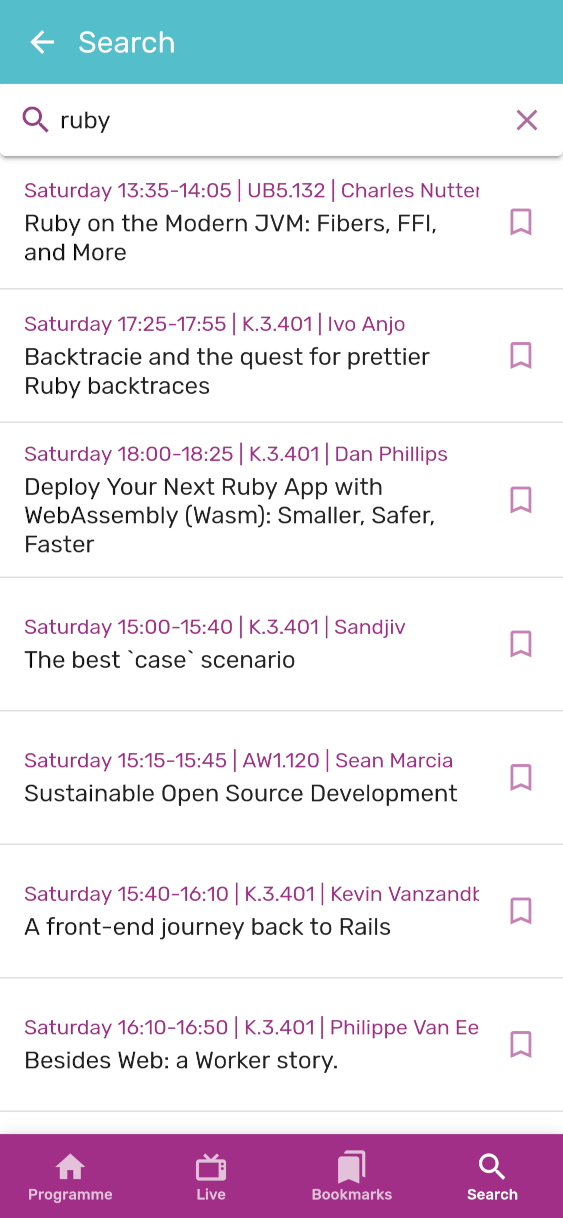 Search
ruby
Saturday 13:35-14:05 | UB5.132 | Charles Nutter
Ruby on the Modern JVM: Fibers, FFI,
and More
Saturday 17:25-17:55 | K.3.401 | Ivo Anjo
Backtracie and the quest for prettier
Ruby backtraces
Saturday 18:00-18:25 | K.3.401 | Dan Phillips
Deploy Your Next Ruby App with
WebAssembly (Wasm): Smaller, Safer,
Faster
Saturday 15:00-15:40 | K.3.401 | Sandjiv
The best `case` scenario
Saturday 15:15-15:45 | AW1.120 | Sean Marcia
Sustainable Open Source Development
Saturday 15:40-16:10 | K.3.401 | Kevin
A front-end journey back to Rails
Saturday 16:10-16:50 | K.3.401 | Philippe Van Ee
Besides Web: a Worker story.
Programme
Live
Bookmarks
Search